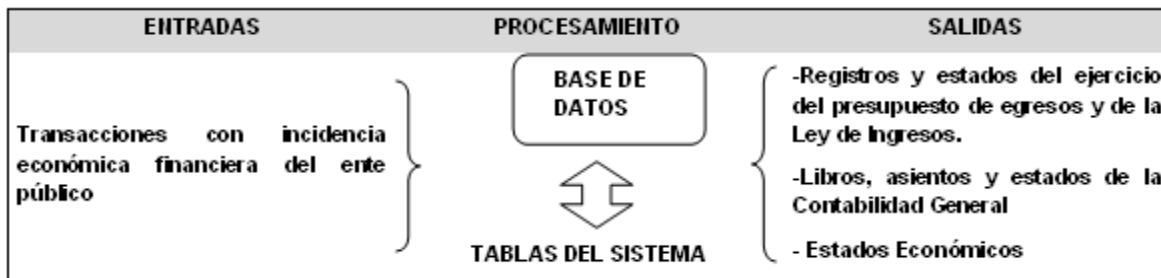 ENTRADAS
PROCESAMIENTO
SALIDAS
Transacciones con incidencia
económica financiera del ente
público
BASE DE
DATOS
TABLAS DEL SISTEMA
-Registros y estados del ejercicio
del presupuesto de egresos y de la
Ley de Ingresos.
-Libros, asientos y estados de la
Contabilidad General
- Estados Económicos